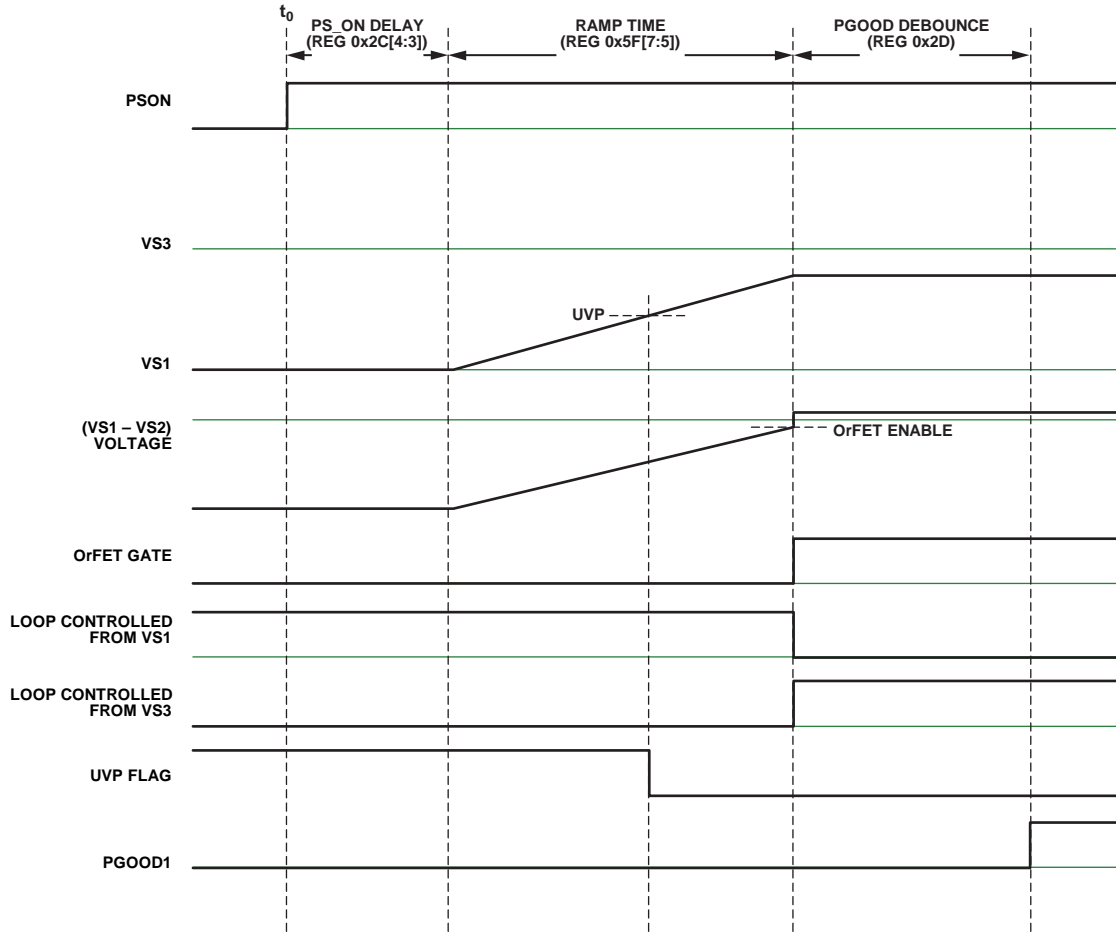 t0
PS_ON DELAY
(REG 0x2C[4:3])
RAMP TIME
(REG 0x5F[7:5])
PGOOD DEBOUNCE
(REG 0x2D)
PSON
VS3
UVP
VS1
(VS1 – VS2)
VOLTAGE
OrFET ENABLE
OrFET GATE
LOOP CONTROLLED
FROM VS1
LOOP CONTROLLED
FROM VS3
UVP FLAG
PGOOD1